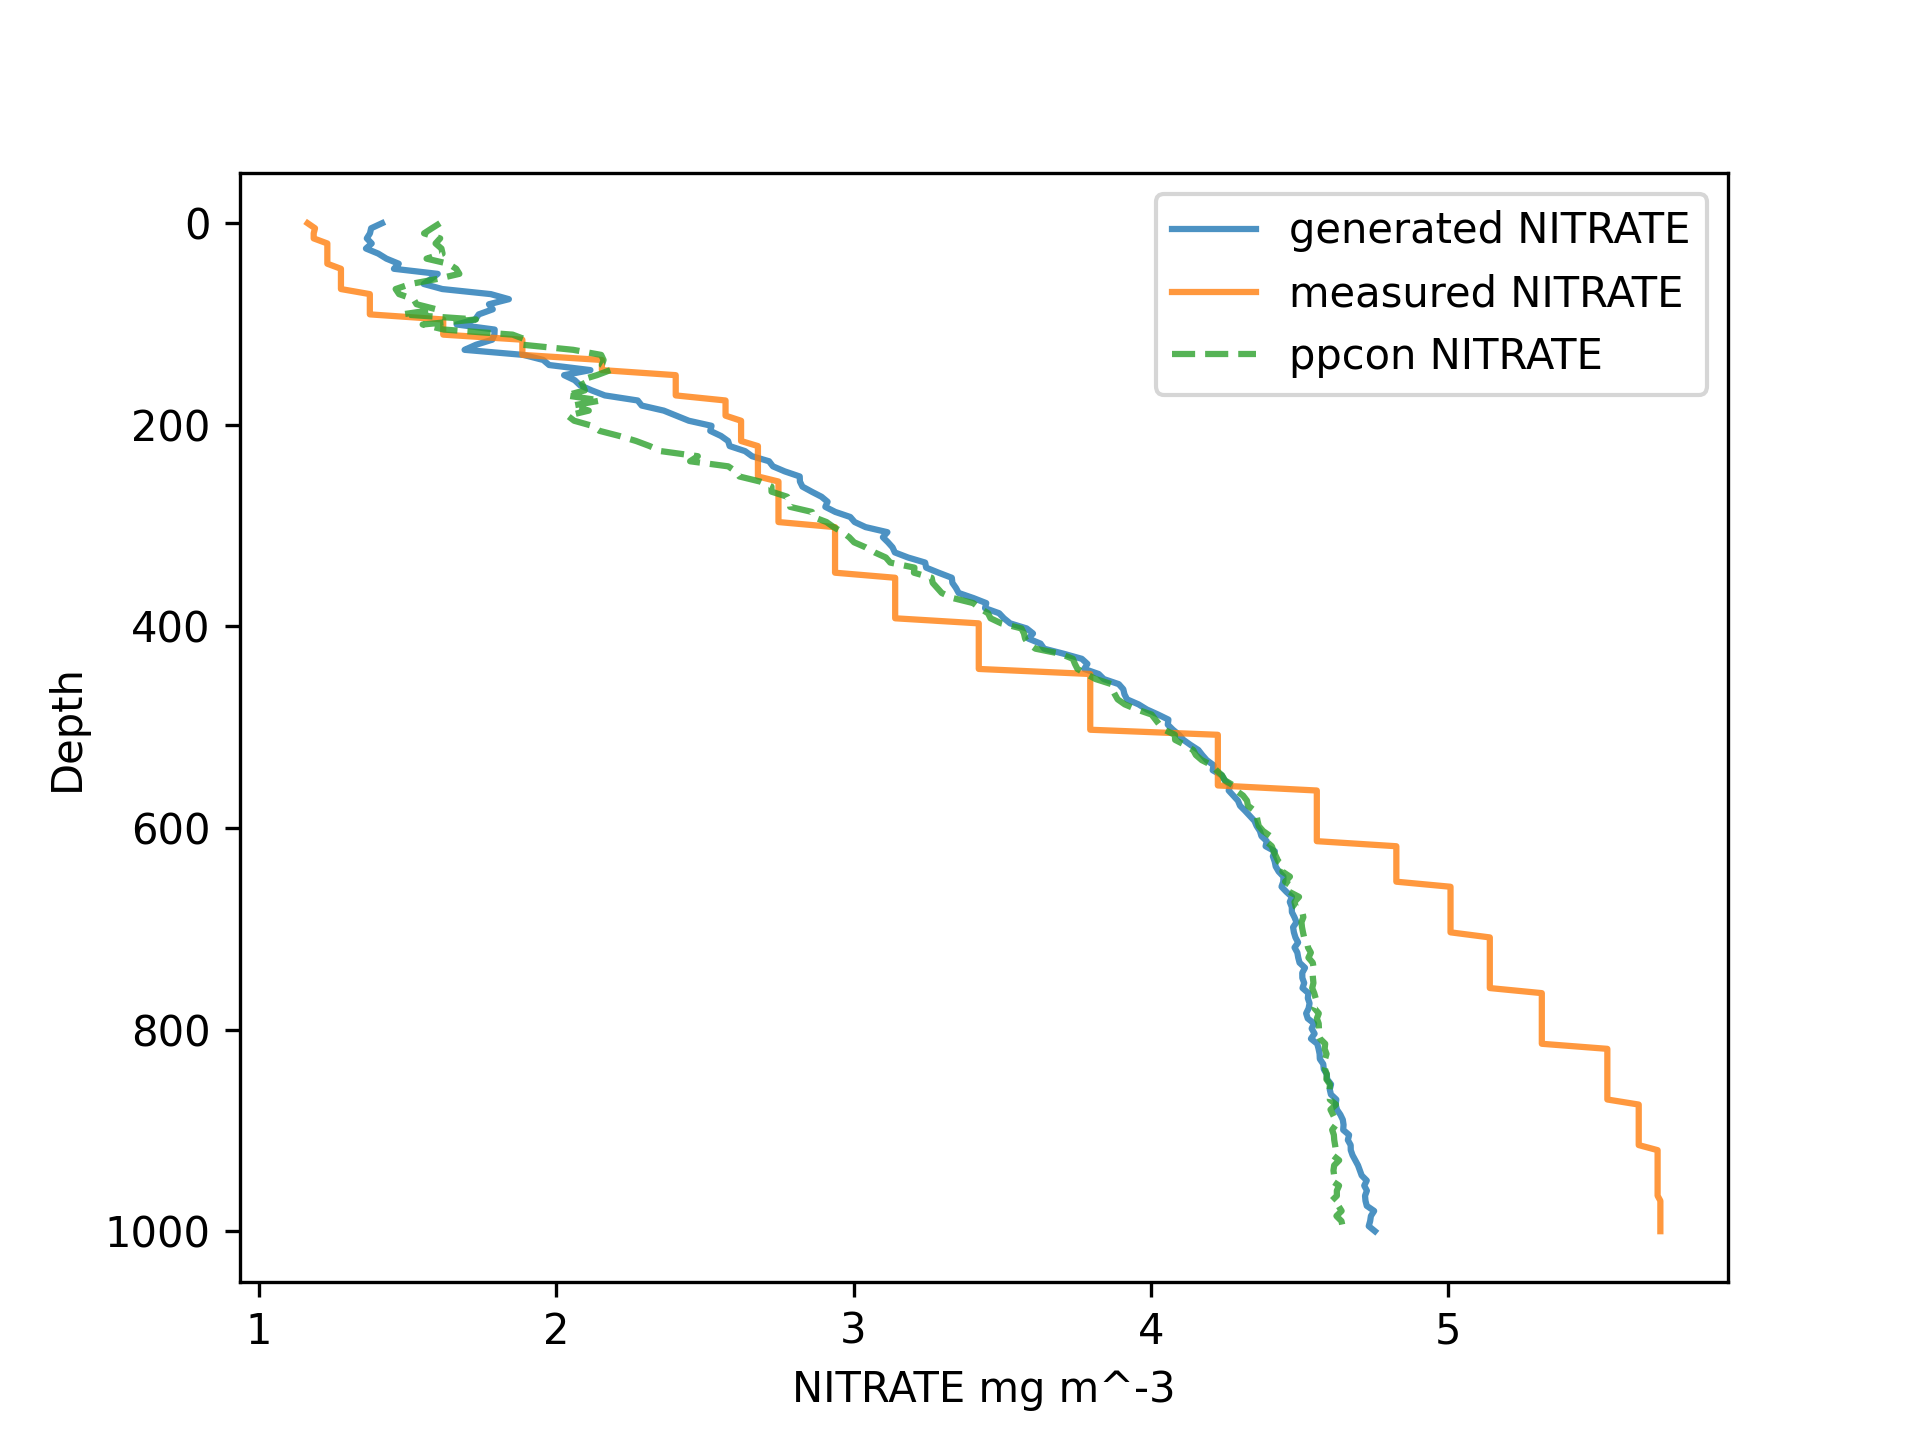 generated NITRATE
measured NITRATE
ppcon NITRATE
0
200
400
600
800
1000
Depth
1
2
3
4
5
NITRATE mg m^-3